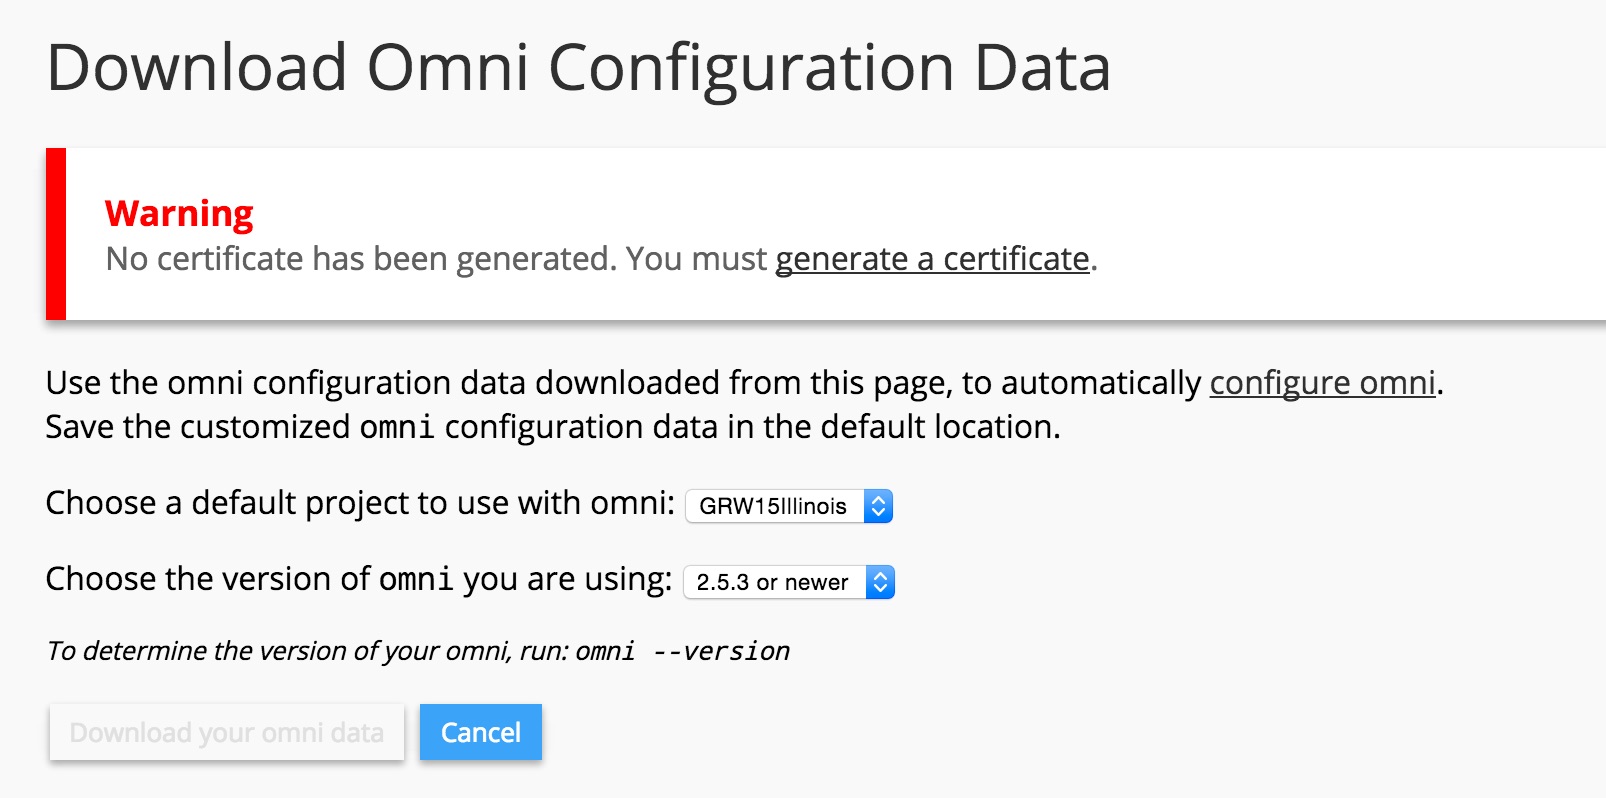 Download Omni Configuration Data
Warning
No certificate has been generated. You must generate a certificate.
Use the omni configuration data downloaded from this page, to automatically configure omni.
Save the customized omni configuration data in the default location.
Choose a default project to use with omni: GRW15Illinois
Choose the version of omni you are using: 2.5.3 or newer
To determine the version of your omni, run: omni --version
Download your omni data Cancel